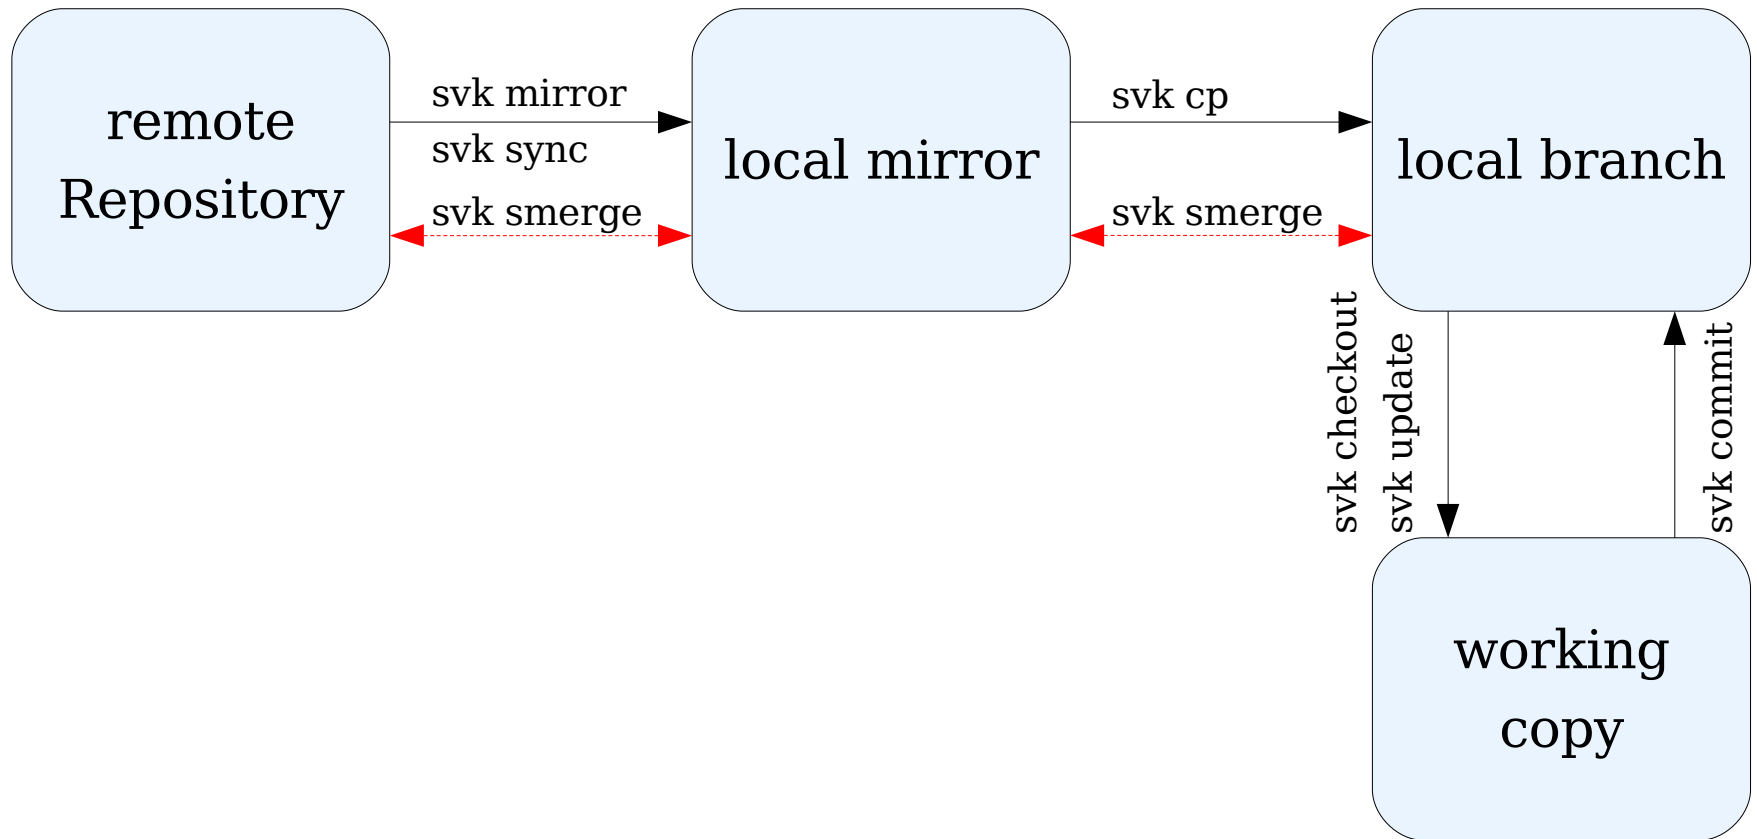 remote
Repository
svk mirror
svk sync
svk smerge
local mirror
svk cp
svk smerge
local branch
svk checkout
svk update
svk commit
working
copy